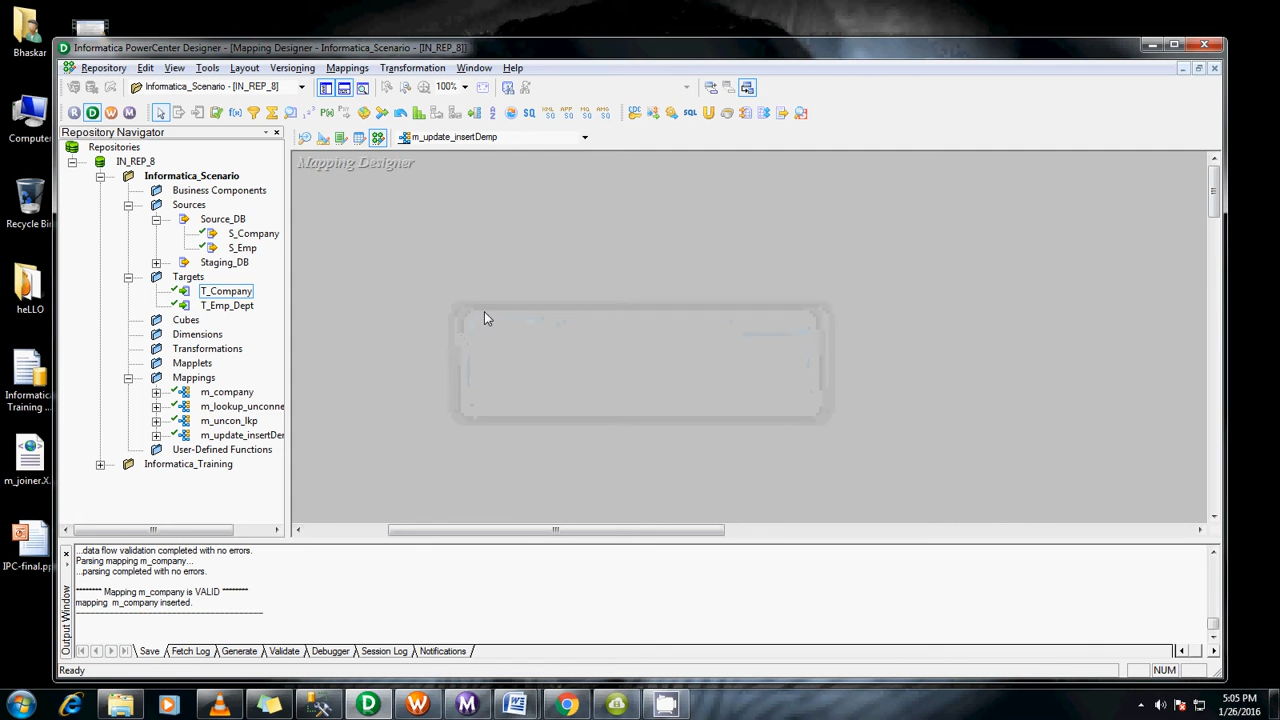 Bhaskar
Computer
Recycle Bin
heLLO
Informatica
Training ...
m_joiner.X...
IPC-final.pp
Informatica PowerCenter Designer - [Mapping Designer - Informatica_Scenario - [IN_REP_8]]
Repository Edit View Tools Layout Versioning Mappings Transformation Window Help
Informatica_Scenario - [IN_REP_8]
100%
Repository Navigator
m_update_insertDemp
Mapping Designer
Repositories
IN_REP_8
Informatica_Scenario
Business Components
Sources
Source_DB
S_Company
S_Emp
Staging_DB
Targets
T_Company
T_Emp_Dept
Cubes
Dimensions
Transformations
Mapplets
Mappings
m_company
m_lookup_unconne
m_uncon_lkp
m_update_insertDem
User-Defined Functions
Informatica_Training
Output Window
...data flow validation completed with no errors.
Parsing mapping m_company...
...parsing completed with no errors.
******** Mapping m_company is VALID ********
mapping m_company inserted.
Save Fetch Log Generate Validate Debugger Session Log Notifications
Ready
NUM
5:05 PM
1/26/2016